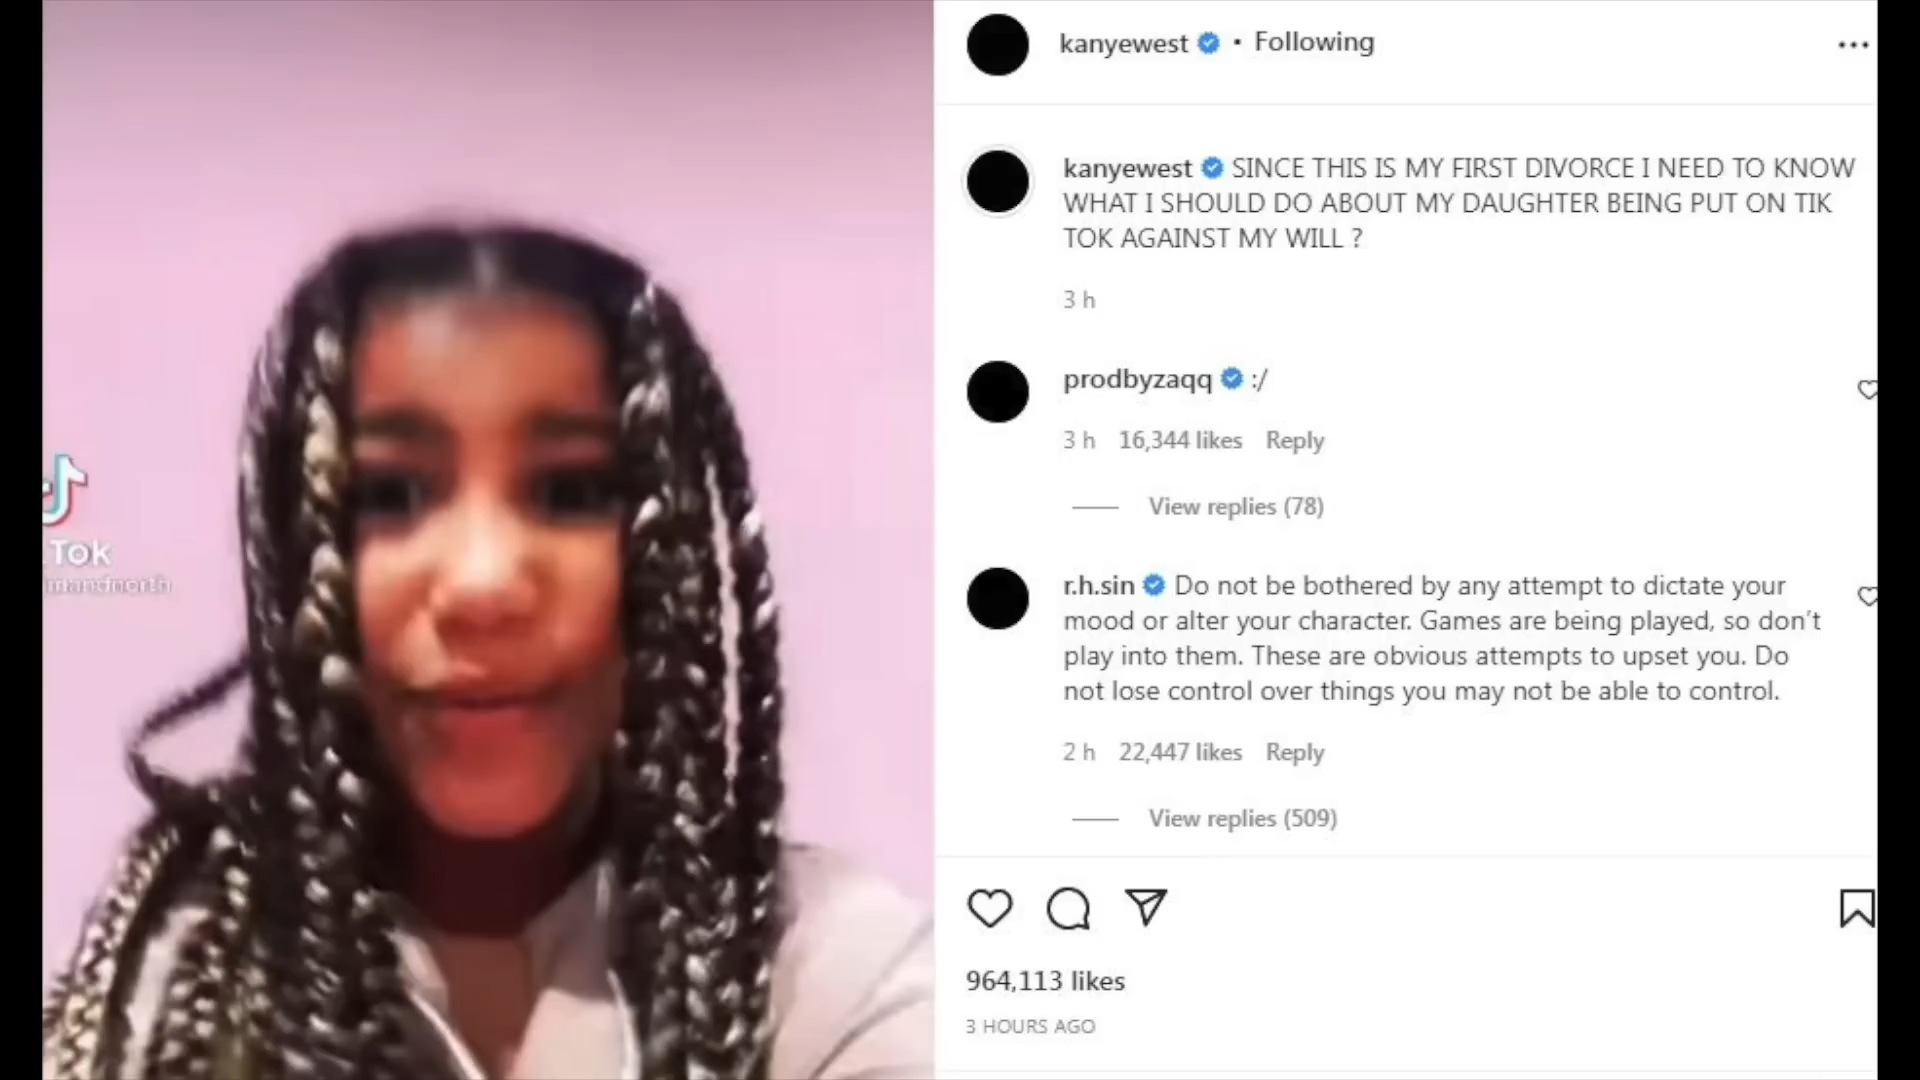 Tok
kanyewest • Following
kanyewest SINCE THIS IS MY FIRST DIVORCE I NEED TO KNOW
WHAT I SHOULD DO ABOUT MY DAUGHTER BEING PUT ON TIK
TOK AGAINST MY WILL ?
3 h
prodbyzaqq :/
3 h 16,344 likes Reply
View replies (78)
r.h.sin Do not be bothered by any attempt to dictate your
mood or alter your character. Games are being played, so don't
play into them. These are obvious attempts to upset you. Do
not lose control over things you may not be able to control.
2 h 22,447 likes Reply
View replies (509)
964,113 likes
3 HOURS AGO